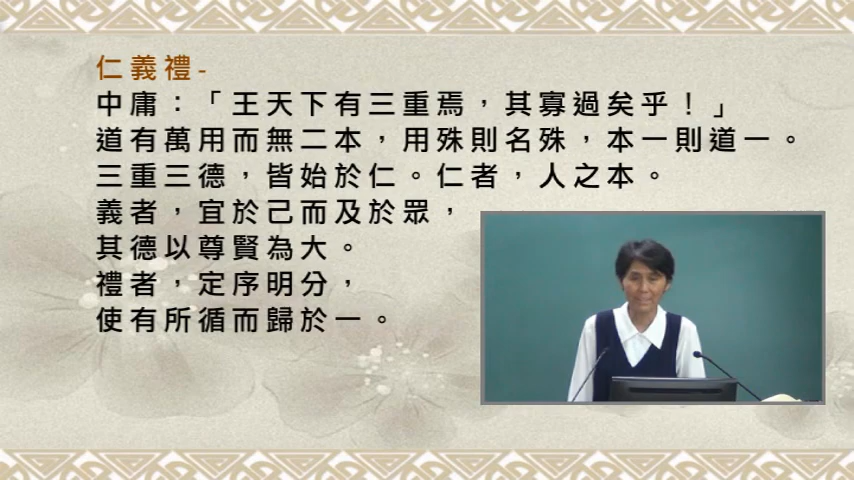 仁義禮-
中庸：「王天下有三重焉，其寡過矣乎！」
道有萬用而無二本，用殊則名殊，本一則道一。
三重三德，皆始於仁。仁者，人之本。
義者，宜於己而及於眾，
其德以尊賢為大。
禮者，定序明分，
使有所循而歸於一。